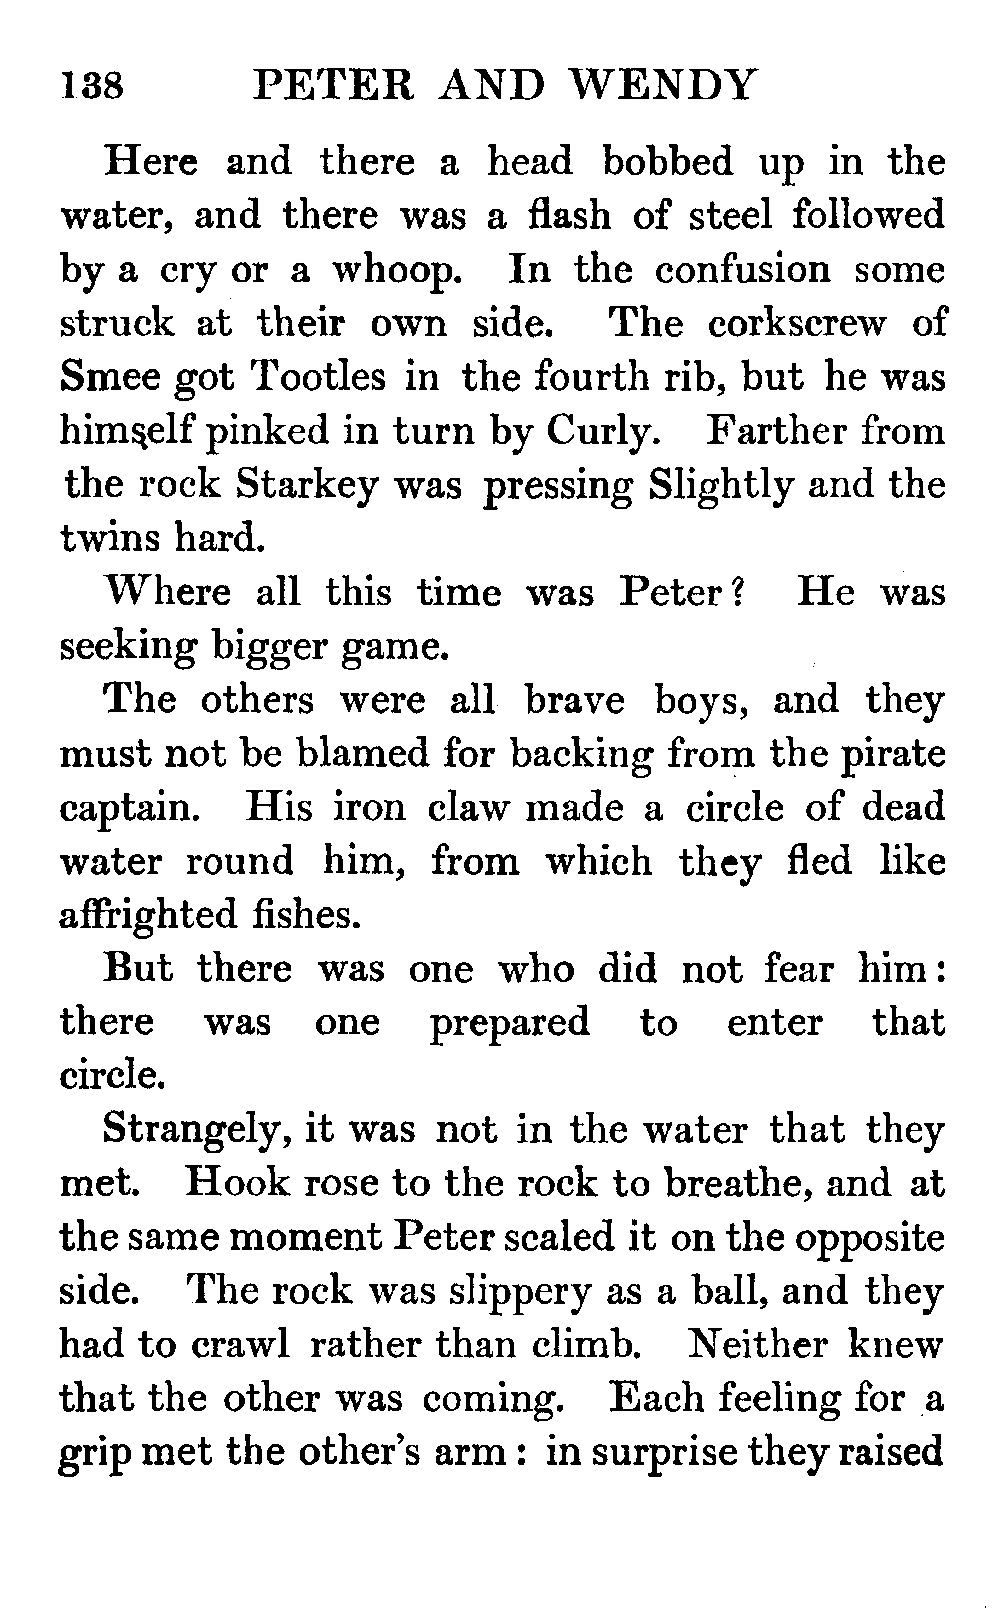 138 PETER AND WENDY
Here and there a head bobbed up in the
water, and there was a flash of steel followed
by a cry or a whoop. In the confusion some
struck at their own side. The corkscrew of
Smee got Tootles in the fourth rib, but he was
himself pinked in turn by Curly. Farther from
the rock Starkey was pressing Slightly and the
twins hard.
Where all this time was Peter? He was
seeking bigger game.
The others were all brave boys, and they
must not be blamed for backing from the pirate
captain. His iron claw made a circle of dead
water round him, from which they fled like
affrighted fishes.
But there was one who did not fear him:
there was one prepared to enter that
circle.
Strangely, it was not in the water that they
met. Hook rose to the rock to breathe, and at
the same moment Peter scaled it on the opposite
side. The rock was slippery as a ball, and they
had to crawl rather than climb. Neither knew
that the other was coming. Each feeling for a
grip met the other's arm: in surprise they raised